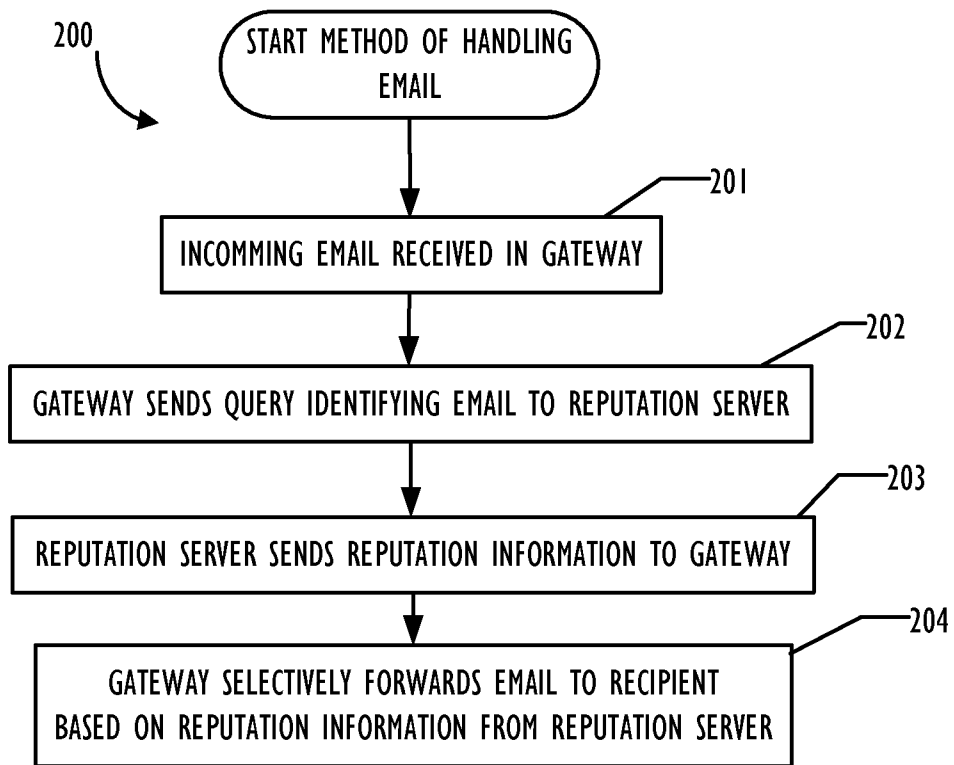 200
START METHOD OF HANDLING
EMAIL
201
INCOMMING EMAIL RECEIVED IN GATEWAY
202
GATEWAY SENDS QUERY IDENTIFYING EMAIL TO REPUTATION SERVER
203
REPUTATION SERVER SENDS REPUTATION INFORMATION TO GATEWAY
204
GATEWAY SELECTIVELY FORWARDS EMAIL TO RECIPIENT
BASED ON REPUTATION INFORMATION FROM REPUTATION SERVER